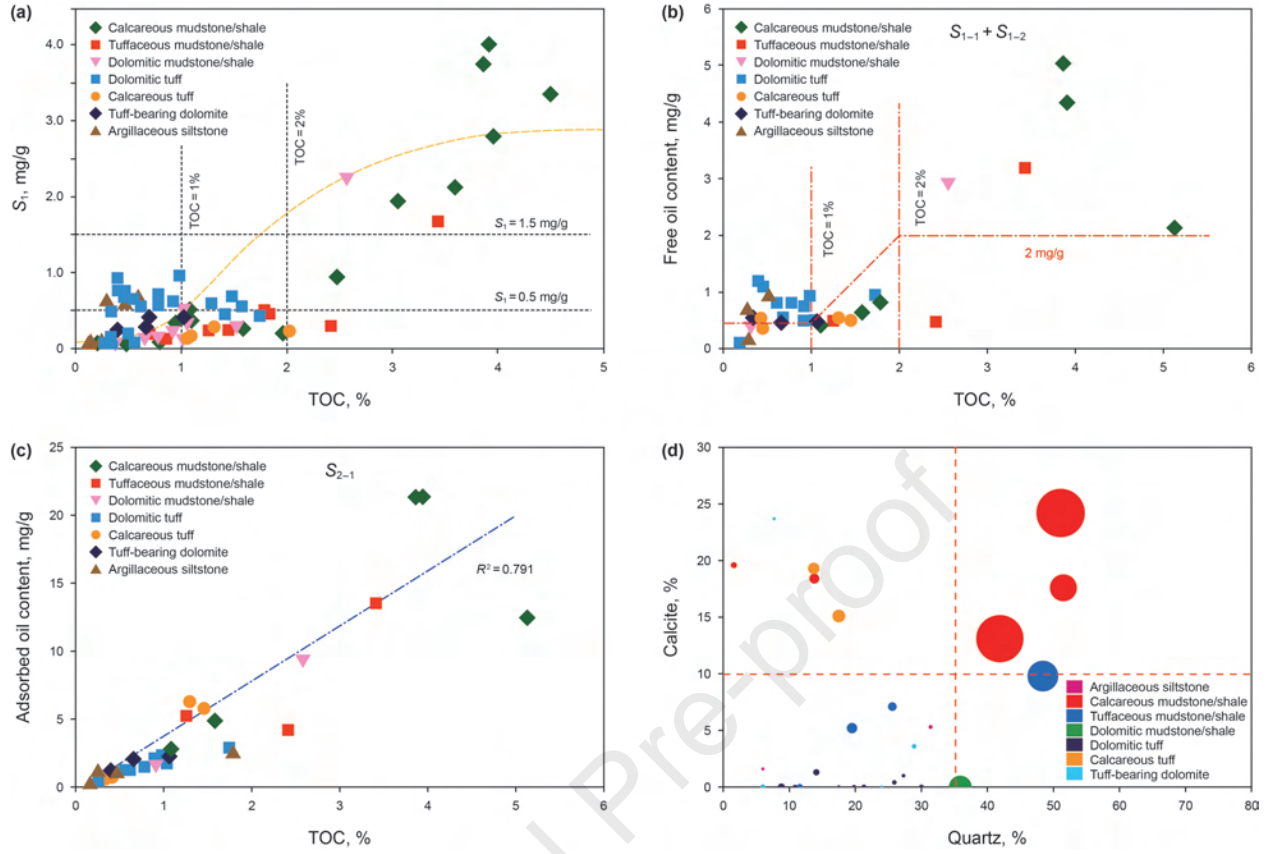 (a)
Calcareous mudstone/shale
Tuffaceous mudstone/shale
Dolomitic mudstone/shale
Dolomitic tuff
Calcareous tuff
Tuff-bearing dolomite
Argillaceous siltstone
4.0
3.0
2.0
1.0
0
S₁, mg/g
TOC = 1%
TOC = 2%
S₁ = 1.5 mg/g
S₁ = 0.5 mg/g
0 1 2 3 4 5
TOC, %
(b)
S₁₋₁ + S₁₋₂
Calcareous mudstone/shale
Tuffaceous mudstone/shale
Dolomitic mudstone/shale
Dolomitic tuff
Calcareous tuff
Tuff-bearing dolomite
Argillaceous siltstone
6
5
4
3
2
1
0
Free oil content, mg/g
TOC = 1%
TOC = 2%
2 mg/g
0 1 2 3 4 5 6
TOC, %
(c)
S₂₋₁
Calcareous mudstone/shale
Tuffaceous mudstone/shale
Dolomitic mudstone/shale
Dolomitic tuff
Calcareous tuff
Tuff-bearing dolomite
Argillaceous siltstone
25
20
15
10
5
0
Adsorbed oil content, mg/g
R² = 0.791
0 1 2 3 4 5 6
TOC, %
(d)
30
25
20
15
10
5
0
Calcite, %
Argillaceous siltstone
Calcareous mudstone/shale
Tuffaceous mudstone/shale
Dolomitic mudstone/shale
Dolomitic tuff
Calcareous tuff
Tuff-bearing dolomite
0 10 20 30 40 50 60 70 80
Quartz, %
Pre-proof